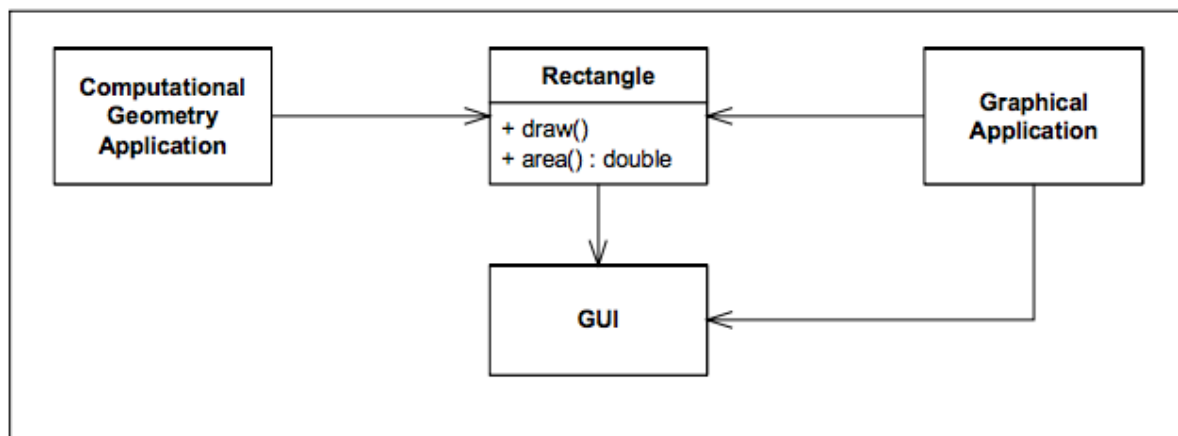 Computational
Geometry
Application
Rectangle
+ draw()
+ area() : double
Graphical
Application
GUI